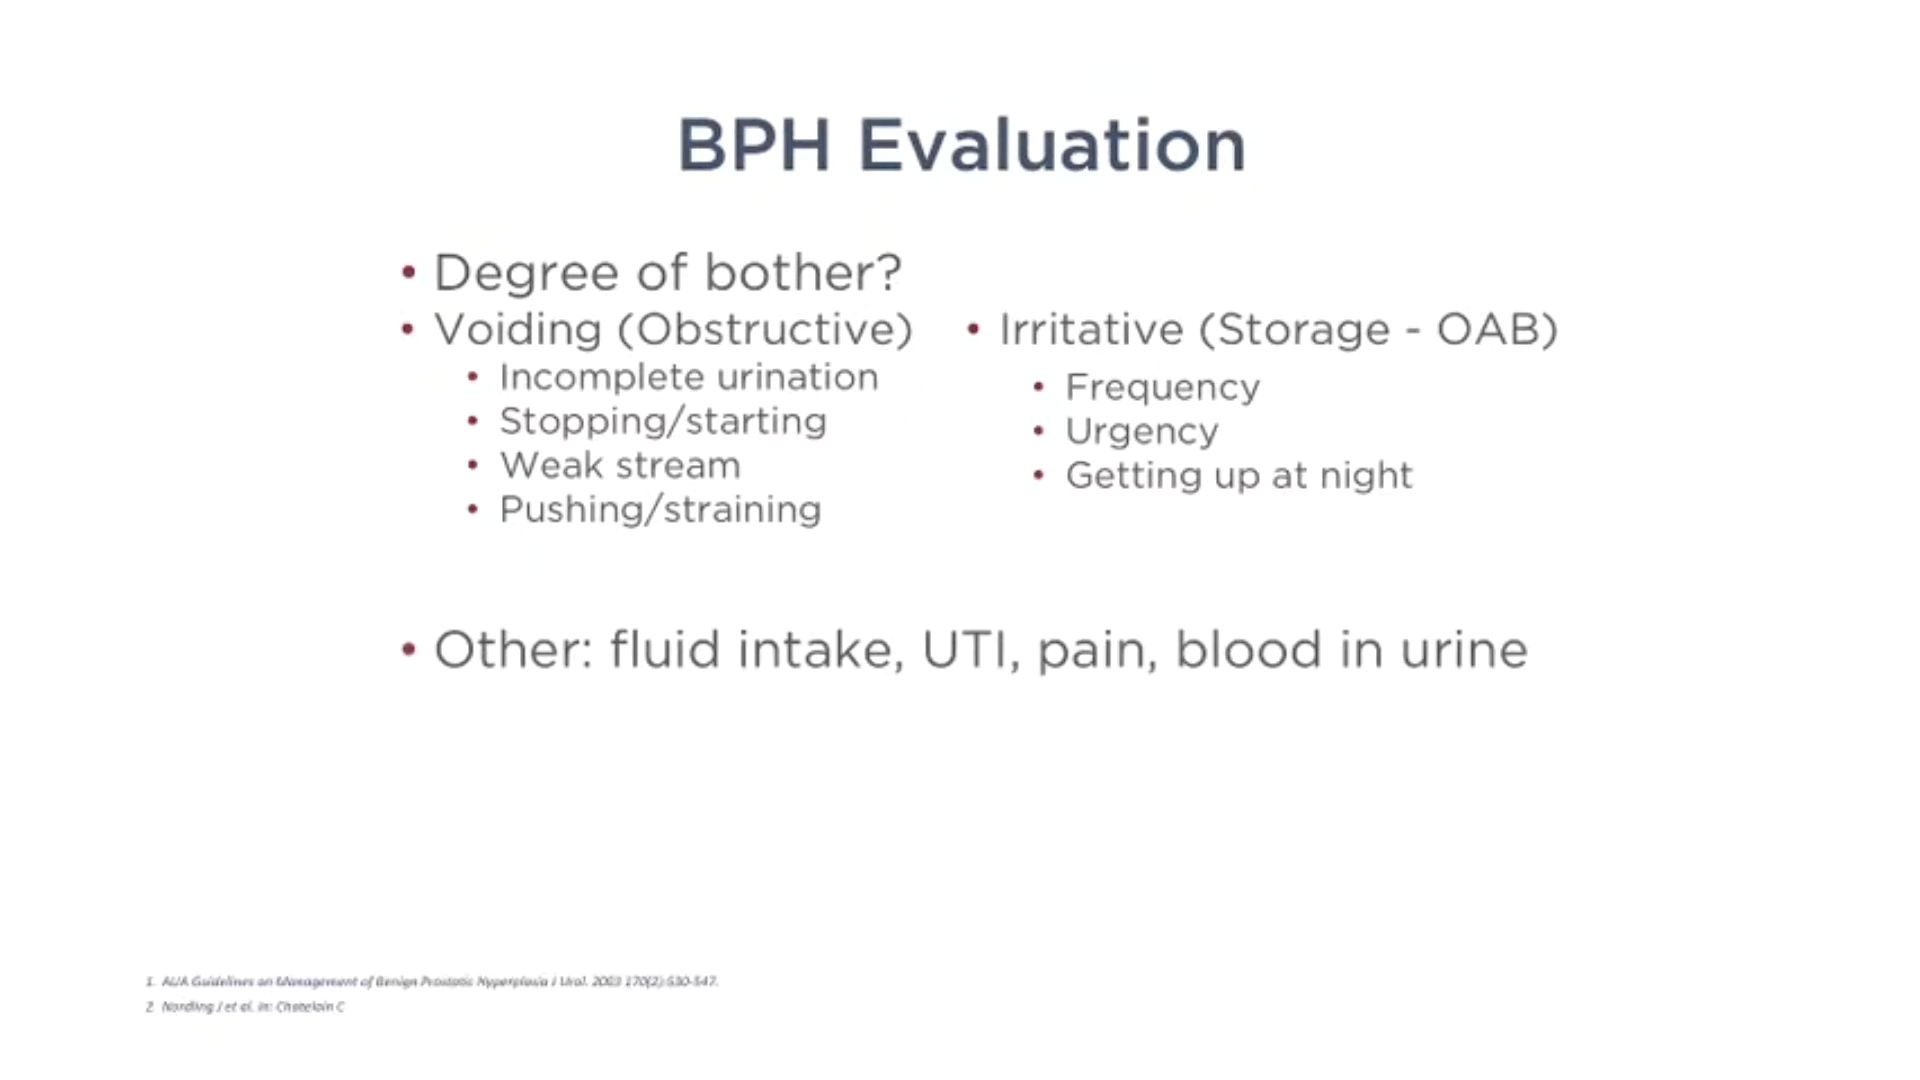 BPH Evaluation
• Degree of bother?
• Voiding (Obstructive)
• Incomplete urination
• Stopping/starting
• Weak stream
• Pushing/straining
• Irritative (Storage - OAB)
• Frequency
• Urgency
• Getting up at night
• Other: fluid intake, UTI, pain, blood in urine
1. AUA Guidelines on Management of Benign Prostatic Hyperplasia J Urol. 2003 170(2):530-547.
2 Nordling J et al. In: Chatelain C